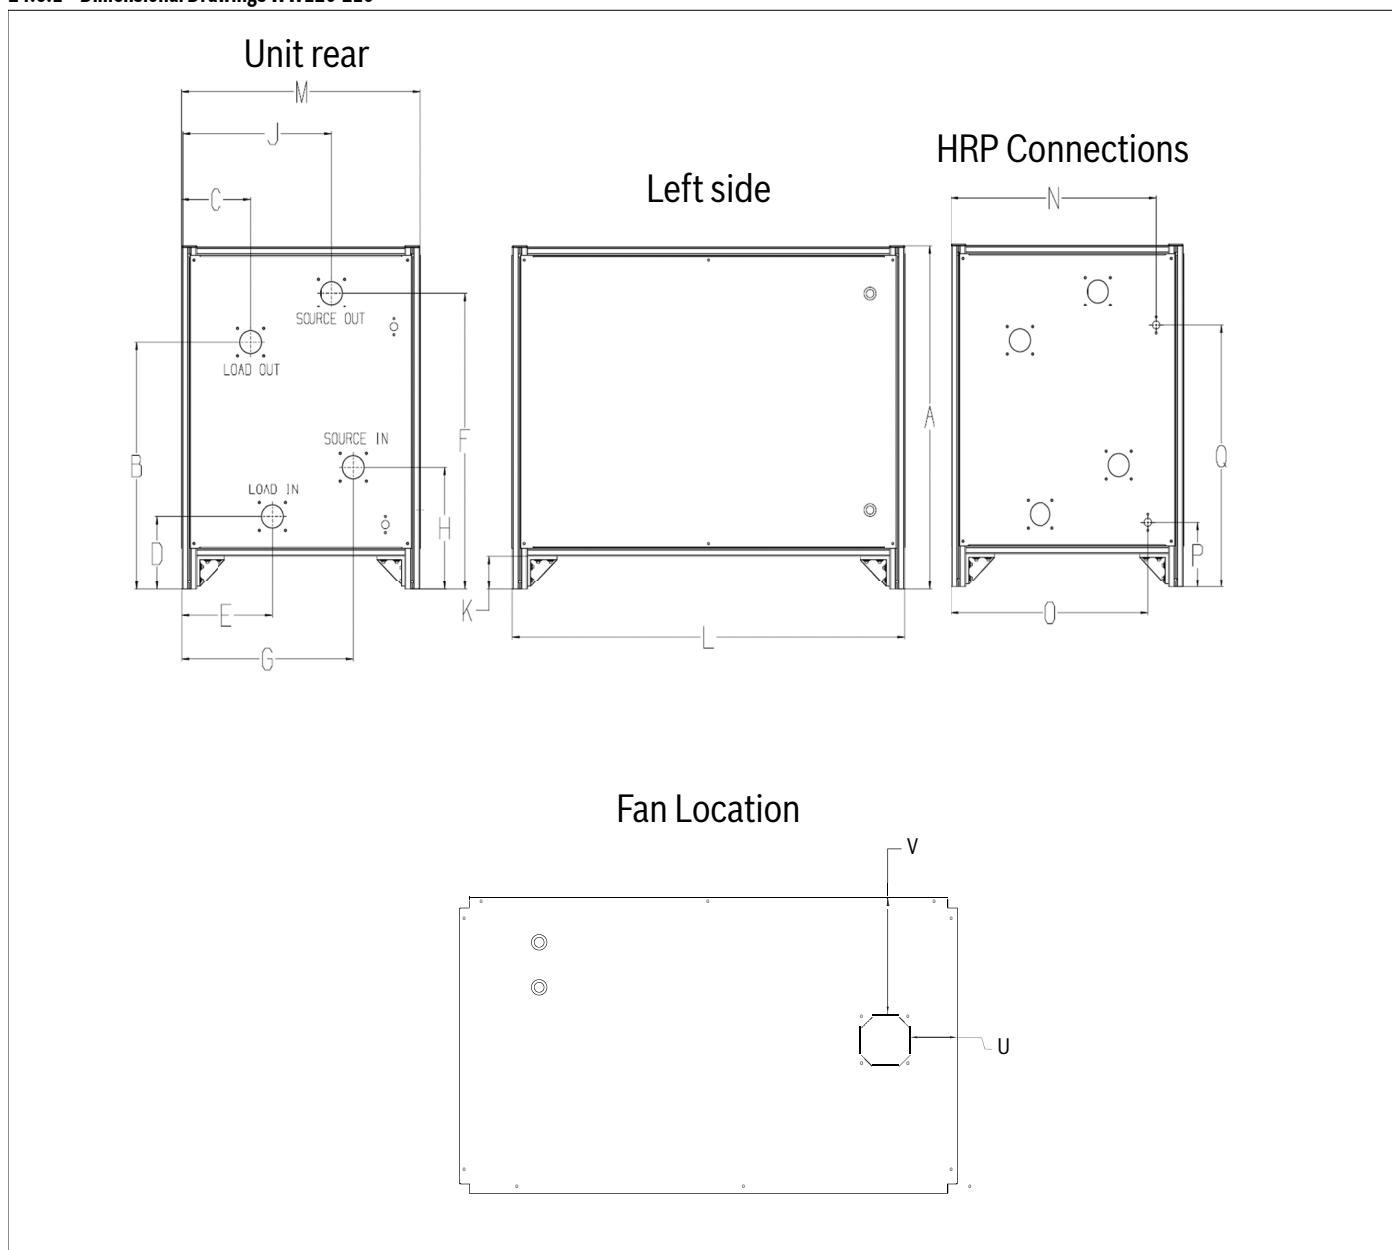 Unit rear
M
J
HRP Connections
Left side
C
N
SOURCE OUT
LOAD OUT
A
F
SOURCE IN
B
Q
LOAD IN
H
D
P
K
E
O
L
G
Fan Location
V
U